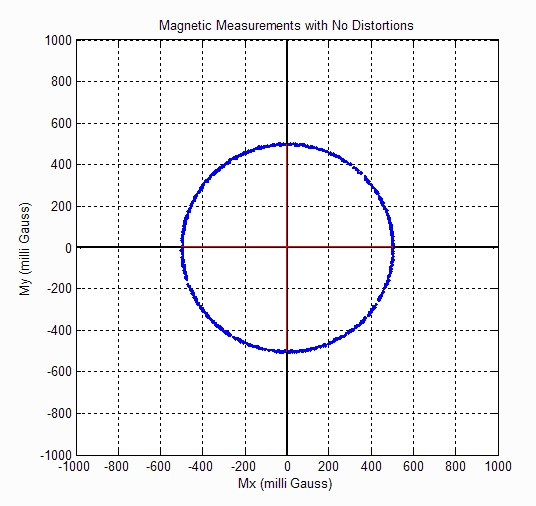 Magnetic Measurements with No Distortions
1000
800
600
400
200
0
-200
-400
-600
-800
-1000
My (milli Gauss)
-1000 -800 -600 -400 -200 0 200 400 600 800 1000
Mx (milli Gauss)